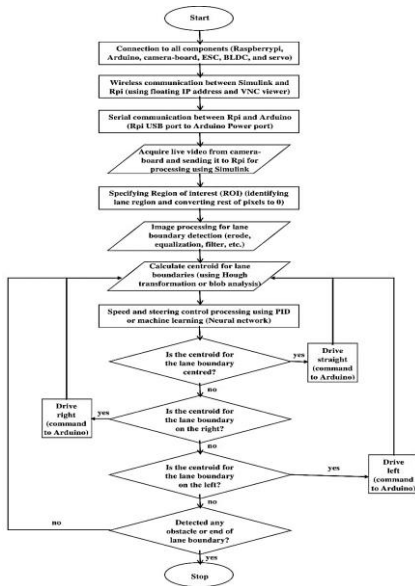 Start
Connection to all components (Raspberrypi,
Arduino, camera-board, ESC, BLDC, and servo)
Wireless communication between Simulink and
Rpi (using floating IP address and VNC viewer)
Serial communication between Rpi and Arduino
(Rpi USB port to Arduino Power port)
Acquire live video from camera-
board and sending it to Rpi for
processing using Simulink
Specifying Region of interest (ROI) (identifying
lane region and converting rest of pixels to 0)
Image processing for lane
boundary detection (erode,
equalization, filter, etc.)
Calculate centroid for lane
boundaries (using Hough
transformation or blob analysis)
Speed and steering control processing using PID
or machine learning (Neural network)
Is the centroid for
the lane boundary
centred?
yes
Drive
straight
(command
to Arduino)
no
Is the centroid for
the lane boundary
on the right?
yes
Drive
right
(command
to Arduino)
no
Is the centroid for
the lane boundary
on the left?
yes
Drive
left
(command
to Arduino)
no
Detected any
obstacle or end of
lane boundary?
no
yes
Stop